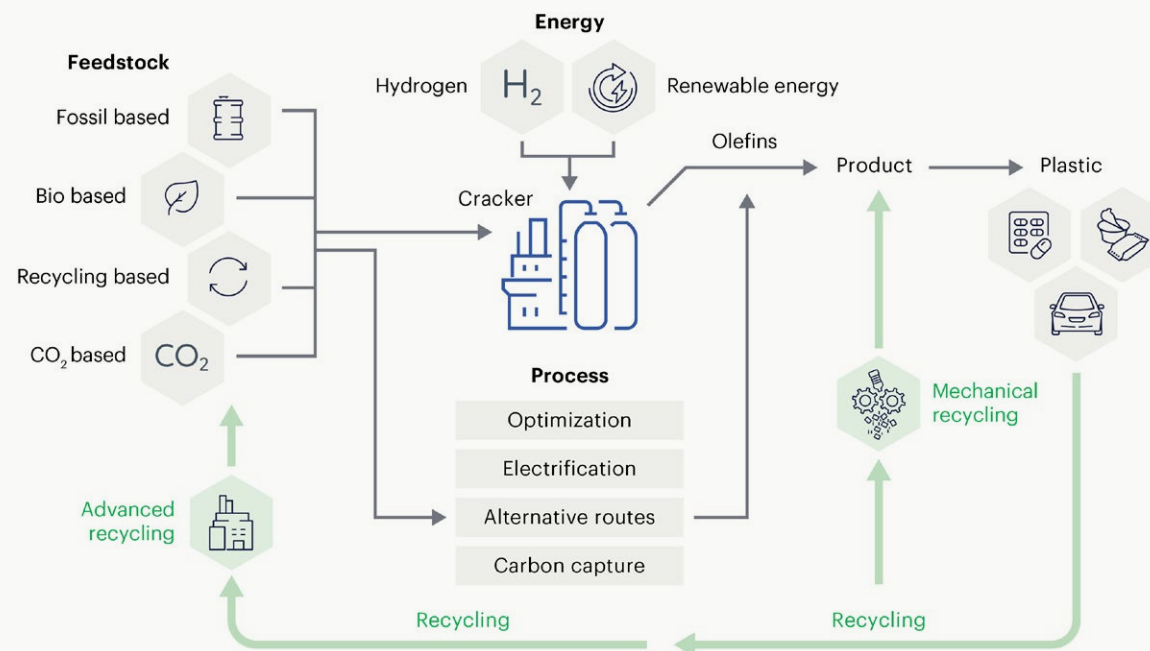 Energy
Feedstock
Hydrogen
H₂
Renewable energy
Fossil based
Olefins
Product
Plastic
Bio based
Cracker
Recycling based
CO₂ based
CO₂
Process
Optimization
Mechanical
recycling
Electrification
Advanced
recycling
Alternative routes
Carbon capture
Recycling
Recycling